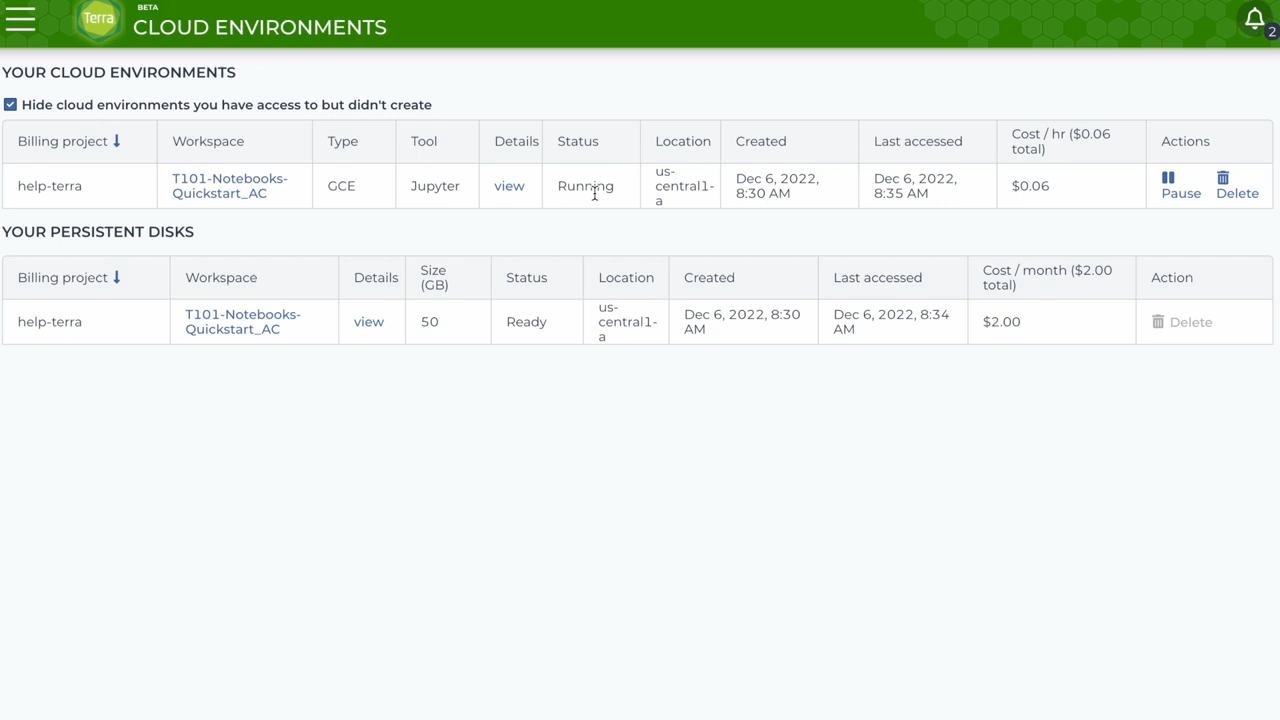 Terra
BETA
CLOUD ENVIRONMENTS
2
YOUR CLOUD ENVIRONMENTS
Hide cloud environments you have access to but didn't create
Billing project
Workspace
Type
Tool
Details
Status
Location
Created
Last accessed
Cost / hr ($0.06
total)
Actions
help-terra
T101-Notebooks-
Quickstart_AC
GCE
Jupyter
view
Running
us-
central1-
a
Dec 6, 2022,
8:30 AM
Dec 6, 2022,
8:35 AM
$0.06
Pause
Delete
YOUR PERSISTENT DISKS
Billing project
Workspace
Details
Size
(GB)
Status
Location
Created
Last accessed
Cost / month ($2.00
total)
Action
help-terra
T101-Notebooks-
Quickstart_AC
view
50
Ready
us-
central1-
a
Dec 6, 2022, 8:30
AM
Dec 6, 2022, 8:34
AM
$2.00
Delete